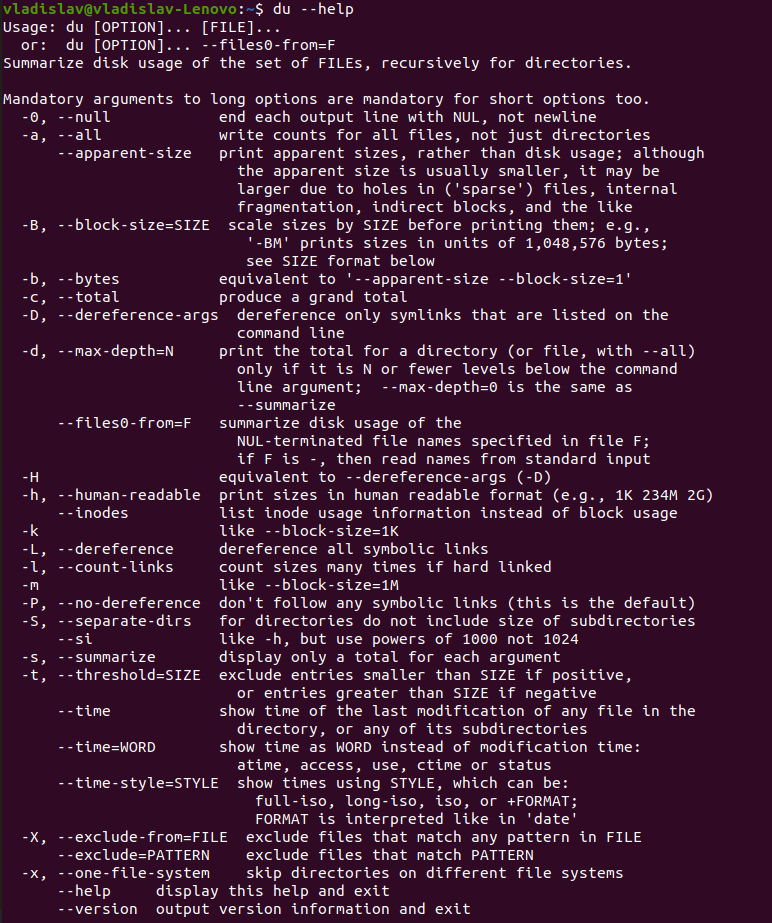 vladislav@vladislav-Lenovo:~$ du --help
Usage: du [OPTION]... [FILE]...
  or:  du [OPTION]... --files0-from=F
Summarize disk usage of the set of FILEs, recursively for directories.

Mandatory arguments to long options are mandatory for short options too.
  -0, --null            end each output line with NUL, not newline
  -a, --all             write counts for all files, not just directories
      --apparent-size   print apparent sizes, rather than disk usage; although
                          the apparent size is usually smaller, it may be
                          larger due to holes in ('sparse') files, internal
                          fragmentation, indirect blocks, and the like
  -B, --block-size=SIZE  scale sizes by SIZE before printing them; e.g.,
                           '-BM' prints sizes in units of 1,048,576 bytes;
                           see SIZE format below
  -b, --bytes           equivalent to '--apparent-size --block-size=1'
  -c, --total           produce a grand total
  -D, --dereference-args  dereference only symlinks that are listed on the
                          command line
  -d, --max-depth=N     print the total for a directory (or file, with --all)
                          only if it is N or fewer levels below the command
                          line argument;  --max-depth=0 is the same as
                          --summarize
      --files0-from=F   summarize disk usage of the
                          NUL-terminated file names specified in file F;
                          if F is -, then read names from standard input
  -H                    equivalent to --dereference-args (-D)
  -h, --human-readable  print sizes in human readable format (e.g., 1K 234M 2G)
      --inodes          list inode usage information instead of block usage
  -k                    like --block-size=1K
  -L, --dereference     dereference all symbolic links
  -l, --count-links     count sizes many times if hard linked
  -m                    like --block-size=1M
  -P, --no-dereference  don't follow any symbolic links (this is the default)
  -S, --separate-dirs   for directories do not include size of subdirectories
      --si              like -h, but use powers of 1000 not 1024
  -s, --summarize       display only a total for each argument
  -t, --threshold=SIZE  exclude entries smaller than SIZE if positive,
                          or entries greater than SIZE if negative
      --time            show time of the last modification of any file in the
                          directory, or any of its subdirectories
      --time=WORD       show time as WORD instead of modification time:
                          atime, access, use, ctime or status
      --time-style=STYLE  show times using STYLE, which can be:
                            full-iso, long-iso, iso, or +FORMAT;
                            FORMAT is interpreted like in 'date'
  -X, --exclude-from=FILE  exclude files that match any pattern in FILE
      --exclude=PATTERN    exclude files that match PATTERN
  -x, --one-file-system    skip directories on different file systems
      --help     display this help and exit
      --version  output version information and exit